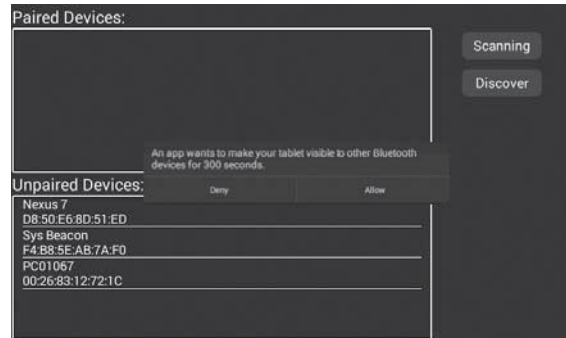 Paired Devices:
Scanning
Discover
An app wants to make your tablet visible to other Bluetooth
devices for 300 seconds.
Deny Allow
Unpaired Devices:
Nexus 7
D8:50:E6:8D:51:ED
Sys Beacon
F4:B8:5E:AB:7A:F0
PC01067
00:26:83:12:72:1C